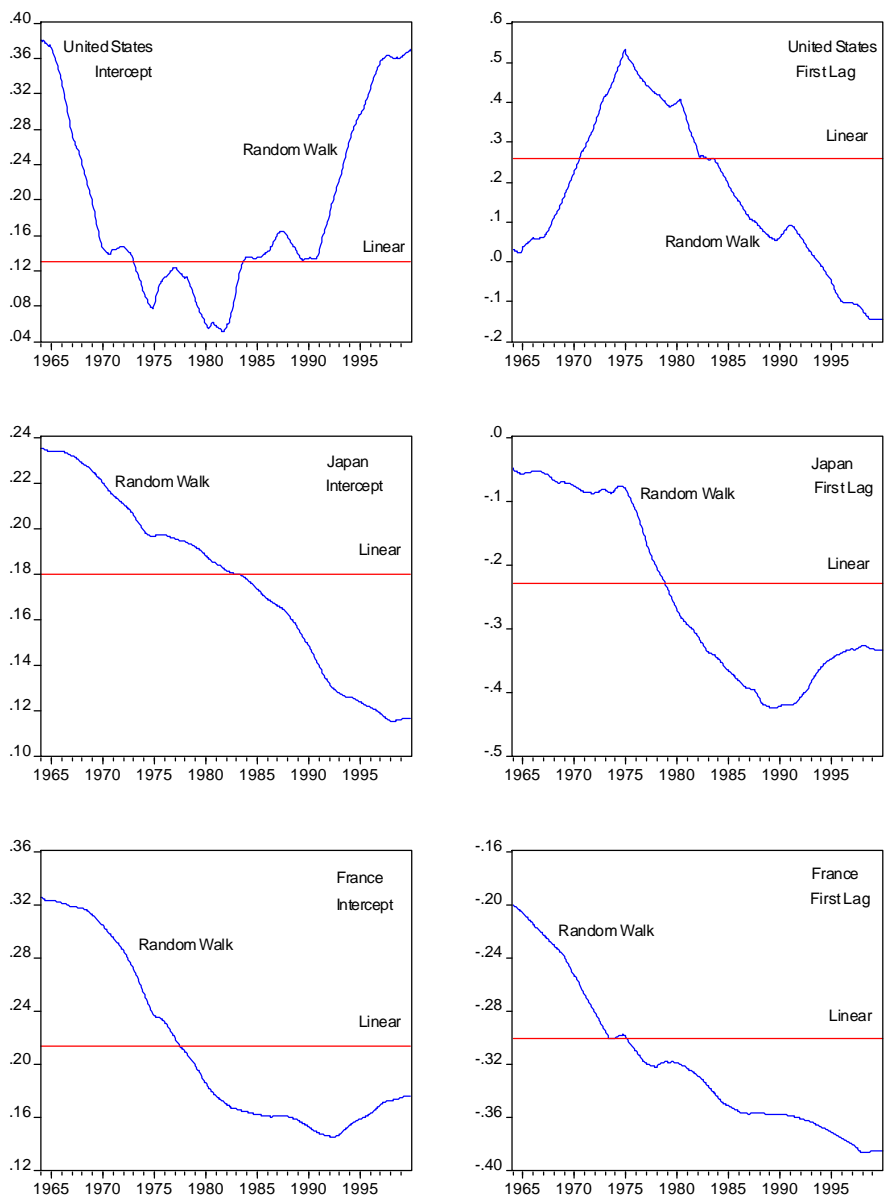 .40
.36
.32
.28
.24
.20
.16
.12
.08
.04
United States
Intercept
Random Walk
Linear
1965 1970 1975 1980 1985 1990 1995
.6
.5
.4
.3
.2
.1
.0
-.1
-.2
United States
First Lag
Linear
Random Walk
1965 1970 1975 1980 1985 1990 1995
.24
.22
.20
.18
.16
.14
.12
.10
Japan
Intercept
Random Walk
Linear
1965 1970 1975 1980 1985 1990 1995
.0
-.1
-.2
-.3
-.4
-.5
Japan
First Lag
Random Walk
Linear
1965 1970 1975 1980 1985 1990 1995
.36
.32
.28
.24
.20
.16
.12
France
Intercept
Random Walk
Linear
1965 1970 1975 1980 1985 1990 1995
-.16
-.20
-.24
-.28
-.32
-.36
-.40
France
First Lag
Random Walk
Linear
1965 1970 1975 1980 1985 1990 1995